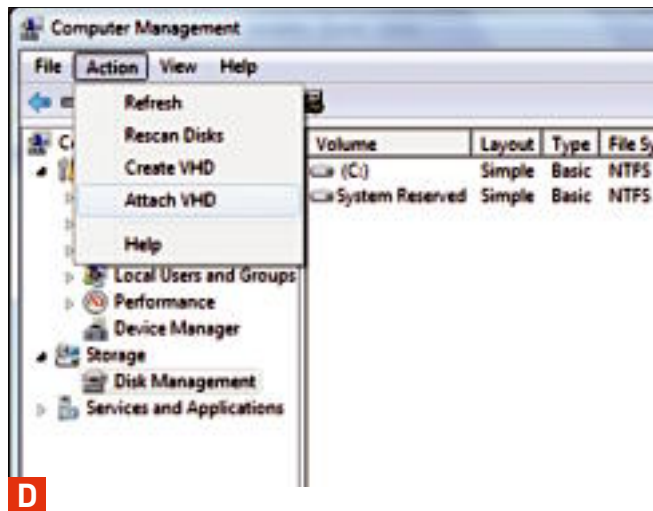 Computer Management
File Action View Help
Refresh
Rescan Disks
Create VHD
Attach VHD
Help
Volume Layout Type File Sy
(C:) Simple Basic NTFS
System Reserved Simple Basic NTFS
Local Users and Groups
Performance
Device Manager
Storage
Disk Management
Services and Applications
D